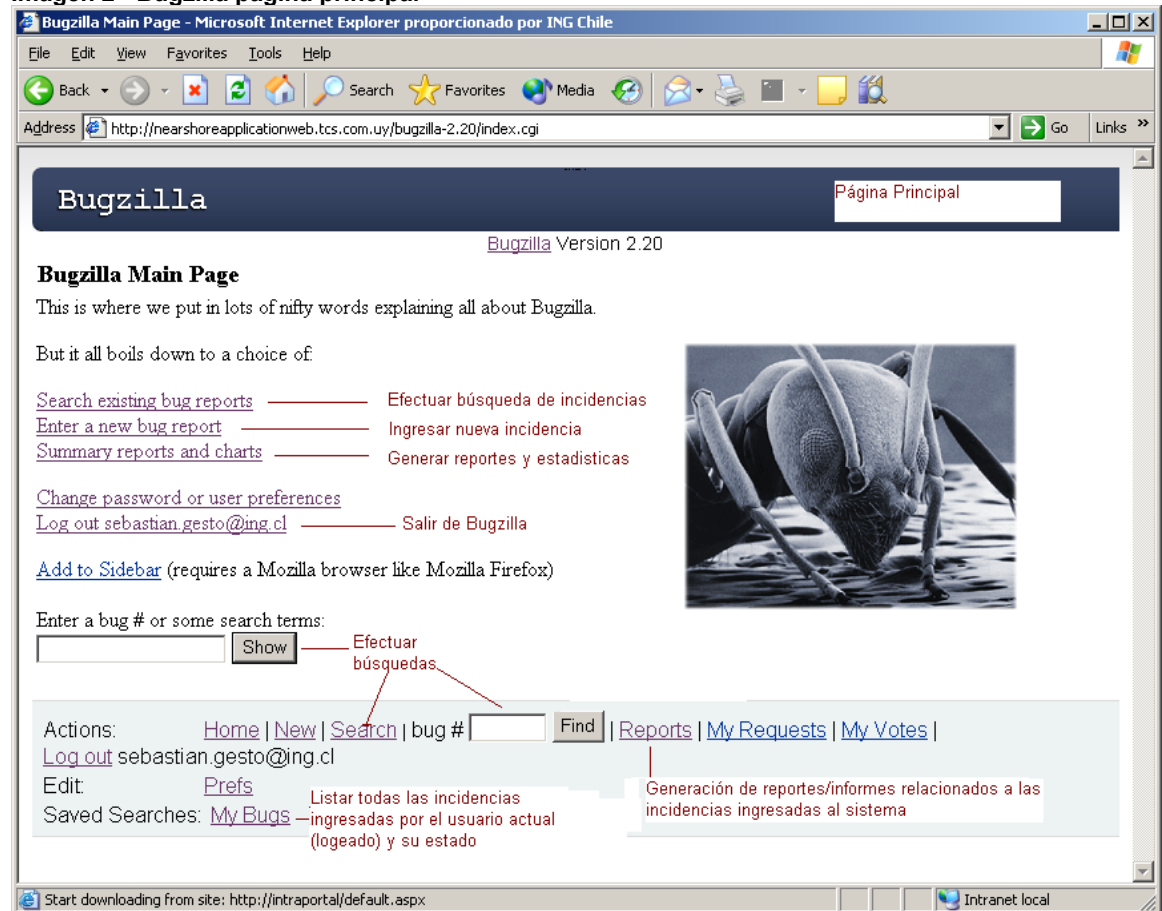 Imagen 2 - Bugzilla página principal
Bugzilla Main Page - Microsoft Internet Explorer proporcionado por ING Chile
File Edit View Favorites Tools Help
Back Search Favorites Media
Address http://nearshoreapplicationweb.tcs.com.uy/bugzilla-2.20/index.cgi Go Links »
Bugzilla
Página Principal
Bugzilla Version 2.20
Bugzilla Main Page
This is where we put in lots of nifty words explaining all about Bugzilla.
But it all boils down to a choice of:
Search existing bug reports Efectuar búsqueda de incidencias
Enter a new bug report Ingresar nueva incidencia
Summary reports and charts Generar reportes y estadisticas
Change password or user preferences
Log out sebastian.gesto@ing.cl Salir de Bugzilla
Add to Sidebar (requires a Mozilla browser like Mozilla Firefox)
Enter a bug # or some search terms:
Show
Efectuar
búsquedas
Actions: Home | New | Search | bug # Find | Reports | My Requests | My Votes |
Log out sebastian.gesto@ing.cl
Edit: Prefs
Saved Searches: My Bugs
Listar todas las incidencias
ingresadas por el usuario actual
(logeado) y su estado
Generación de reportes/informes relacionados a las
incidencias ingresadas al sistema
Start downloading from site: http://intraportal/default.aspx Intranet local